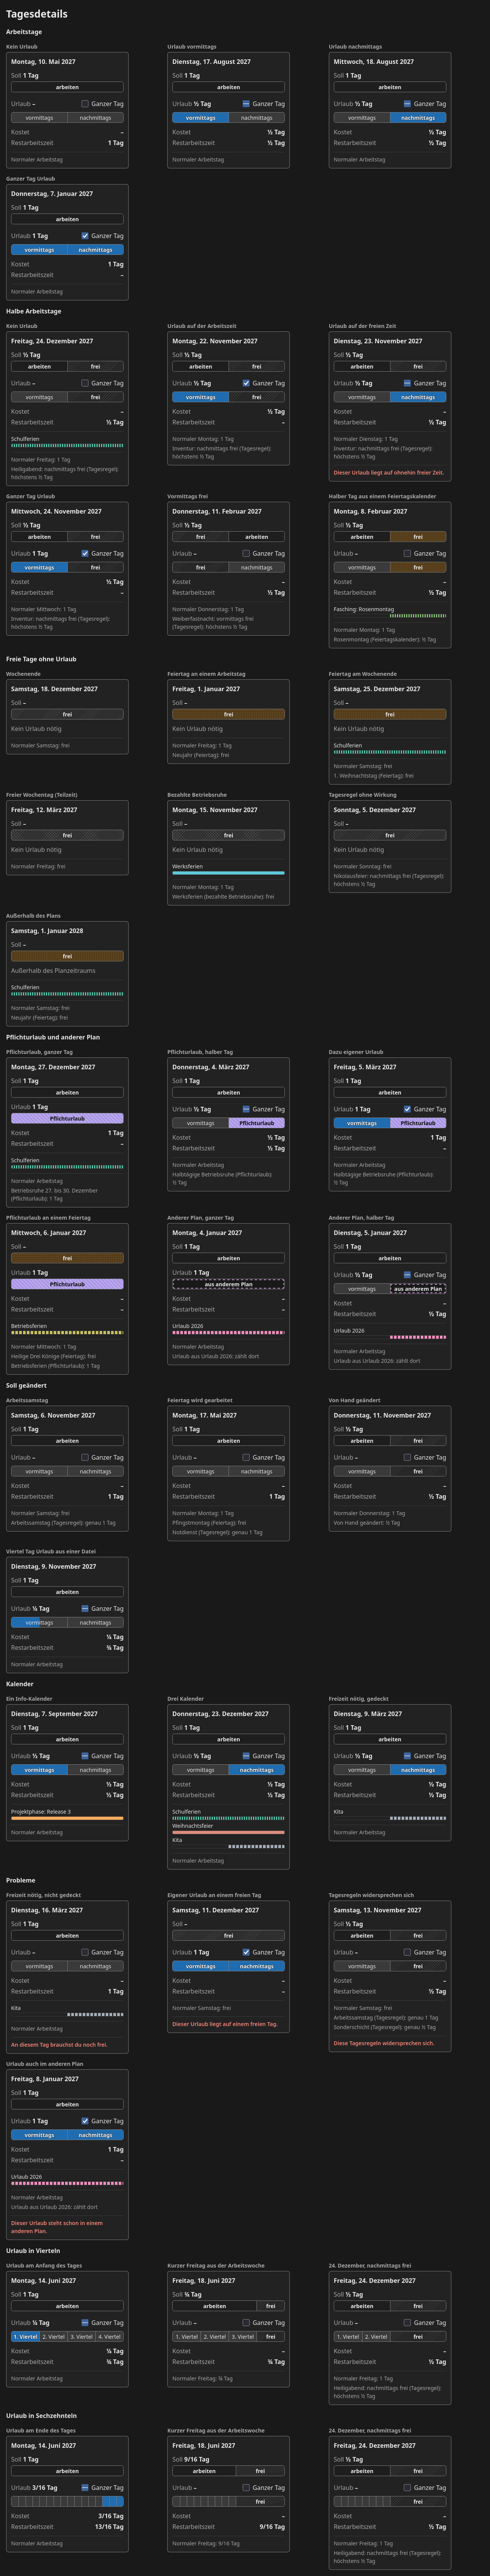 Tagesdetails
Arbeitstage
Kein Urlaub
Montag, 10. Mai 2027
Soll 1 Tag
arbeiten
Urlaub – Ganzer Tag
vormittags nachmittags
Kostet –
Restarbeitszeit 1 Tag
Normaler Arbeitstag
Urlaub vormittags
Dienstag, 17. August 2027
Soll 1 Tag
arbeiten
Urlaub ½ Tag Ganzer Tag
vormittags nachmittags
Kostet ½ Tag
Restarbeitszeit ½ Tag
Normaler Arbeitstag
Urlaub nachmittags
Mittwoch, 18. August 2027
Soll 1 Tag
arbeiten
Urlaub ½ Tag Ganzer Tag
vormittags nachmittags
Kostet ½ Tag
Restarbeitszeit ½ Tag
Normaler Arbeitstag
Ganzer Tag Urlaub
Donnerstag, 7. Januar 2027
Soll 1 Tag
arbeiten
Urlaub 1 Tag Ganzer Tag
vormittags nachmittags
Kostet 1 Tag
Restarbeitszeit –
Normaler Arbeitstag
Halbe Arbeitstage
Kein Urlaub
Freitag, 24. Dezember 2027
Soll ½ Tag
arbeiten frei
Urlaub – Ganzer Tag
vormittags frei
Kostet –
Restarbeitszeit ½ Tag
Schulferien
Normaler Freitag: 1 Tag
Heiligabend: nachmittags frei (Tagesregel):
höchstens ½ Tag
Urlaub auf der Arbeitszeit
Montag, 22. November 2027
Soll ½ Tag
arbeiten frei
Urlaub ½ Tag Ganzer Tag
vormittags frei
Kostet ½ Tag
Restarbeitszeit –
Normaler Montag: 1 Tag
Inventur: nachmittags frei (Tagesregel):
höchstens ½ Tag
Urlaub auf der freien Zeit
Dienstag, 23. November 2027
Soll ½ Tag
arbeiten frei
Urlaub ½ Tag Ganzer Tag
vormittags nachmittags
Kostet –
Restarbeitszeit ½ Tag
Normaler Dienstag: 1 Tag
Inventur: nachmittags frei (Tagesregel):
höchstens ½ Tag
Dieser Urlaub liegt auf ohnehin freier Zeit.
Ganzer Tag Urlaub
Mittwoch, 24. November 2027
Soll ½ Tag
arbeiten frei
Urlaub 1 Tag Ganzer Tag
vormittags frei
Kostet ½ Tag
Restarbeitszeit –
Normaler Mittwoch: 1 Tag
Inventur: nachmittags frei (Tagesregel):
höchstens ½ Tag
Vormittags frei
Donnerstag, 11. Februar 2027
Soll ½ Tag
frei arbeiten
Urlaub – Ganzer Tag
frei nachmittags
Kostet –
Restarbeitszeit ½ Tag
Normaler Donnerstag: 1 Tag
Weiberfastnacht: vormittags frei
(Tagesregel): höchstens ½ Tag
Halber Tag aus einem Feiertagskalender
Montag, 8. Februar 2027
Soll ½ Tag
arbeiten frei
Urlaub – Ganzer Tag
vormittags frei
Kostet –
Restarbeitszeit ½ Tag
Fasching: Rosenmontag
Normaler Montag: 1 Tag
Rosenmontag (Feiertagskalender): ½ Tag
Freie Tage ohne Urlaub
Wochenende
Samstag, 18. Dezember 2027
Soll –
frei
Kein Urlaub nötig
Normaler Samstag: frei
Feiertag an einem Arbeitstag
Freitag, 1. Januar 2027
Soll –
frei
Kein Urlaub nötig
Normaler Freitag: 1 Tag
Neujahr (Feiertag): frei
Feiertag am Wochenende
Samstag, 25. Dezember 2027
Soll –
frei
Kein Urlaub nötig
Schulferien
Normaler Samstag: frei
1. Weihnachtstag (Feiertag): frei
Freier Wochentag (Teilzeit)
Freitag, 12. März 2027
Soll –
frei
Kein Urlaub nötig
Normaler Freitag: frei
Bezahlte Betriebsruhe
Montag, 15. November 2027
Soll –
frei
Kein Urlaub nötig
Werksferien
Normaler Montag: 1 Tag
Werksferien (bezahlte Betriebsruhe): frei
Tagesregel ohne Wirkung
Sonntag, 5. Dezember 2027
Soll –
frei
Kein Urlaub nötig
Normaler Sonntag: frei
Nikolausfeier: nachmittags frei (Tagesregel):
höchstens ½ Tag
Außerhalb des Plans
Samstag, 1. Januar 2028
Soll –
frei
Außerhalb des Planzeitraums
Schulferien
Normaler Samstag: frei
Neujahr (Feiertag): frei
Pflichturlaub und anderer Plan
Pflichturlaub, ganzer Tag
Montag, 27. Dezember 2027
Soll 1 Tag
arbeiten
Urlaub 1 Tag
Pflichturlaub
Kostet 1 Tag
Restarbeitszeit –
Schulferien
Normaler Arbeitstag
Betriebsruhe 27. bis 30. Dezember
(Pflichturlaub): 1 Tag
Pflichturlaub, halber Tag
Donnerstag, 4. März 2027
Soll 1 Tag
arbeiten
Urlaub ½ Tag Ganzer Tag
vormittags Pflichturlaub
Kostet ½ Tag
Restarbeitszeit ½ Tag
Normaler Arbeitstag
Halbtägige Betriebsruhe (Pflichturlaub):
½ Tag
Dazu eigener Urlaub
Freitag, 5. März 2027
Soll 1 Tag
arbeiten
Urlaub 1 Tag Ganzer Tag
vormittags Pflichturlaub
Kostet 1 Tag
Restarbeitszeit –
Normaler Arbeitstag
Halbtägige Betriebsruhe (Pflichturlaub):
½ Tag
Pflichturlaub an einem Feiertag
Mittwoch, 6. Januar 2027
Soll –
frei
Urlaub 1 Tag
Pflichturlaub
Kostet –
Restarbeitszeit –
Betriebsferien
Normaler Mittwoch: 1 Tag
Heilige Drei Könige (Feiertag): frei
Betriebsferien (Pflichturlaub): 1 Tag
Anderer Plan, ganzer Tag
Montag, 4. Januar 2027
Soll 1 Tag
arbeiten
Urlaub 1 Tag
aus anderem Plan
Kostet –
Restarbeitszeit –
Urlaub 2026
Normaler Arbeitstag
Urlaub aus Urlaub 2026: zählt dort
Anderer Plan, halber Tag
Dienstag, 5. Januar 2027
Soll 1 Tag
arbeiten
Urlaub ½ Tag Ganzer Tag
vormittags aus anderem Plan
Kostet –
Restarbeitszeit ½ Tag
Urlaub 2026
Normaler Arbeitstag
Urlaub aus Urlaub 2026: zählt dort
Soll geändert
Arbeitssamstag
Samstag, 6. November 2027
Soll 1 Tag
arbeiten
Urlaub – Ganzer Tag
vormittags nachmittags
Kostet –
Restarbeitszeit 1 Tag
Normaler Samstag: frei
Arbeitssamstag (Tagesregel): genau 1 Tag
Feiertag wird gearbeitet
Montag, 17. Mai 2027
Soll 1 Tag
arbeiten
Urlaub – Ganzer Tag
vormittags nachmittags
Kostet –
Restarbeitszeit 1 Tag
Normaler Montag: 1 Tag
Pfingstmontag (Feiertag): frei
Notdienst (Tagesregel): genau 1 Tag
Von Hand geändert
Donnerstag, 11. November 2027
Soll ½ Tag
arbeiten frei
Urlaub – Ganzer Tag
vormittags frei
Kostet –
Restarbeitszeit ½ Tag
Normaler Donnerstag: 1 Tag
Von Hand geändert: ½ Tag
Viertel Tag Urlaub aus einer Datei
Dienstag, 9. November 2027
Soll 1 Tag
arbeiten
Urlaub ¼ Tag Ganzer Tag
vormittags nachmittags
Kostet ¼ Tag
Restarbeitszeit ¾ Tag
Normaler Arbeitstag
Kalender
Ein Info-Kalender
Dienstag, 7. September 2027
Soll 1 Tag
arbeiten
Urlaub ½ Tag Ganzer Tag
vormittags nachmittags
Kostet ½ Tag
Restarbeitszeit ½ Tag
Projektphase: Release 3
Normaler Arbeitstag
Drei Kalender
Donnerstag, 23. Dezember 2027
Soll 1 Tag
arbeiten
Urlaub ½ Tag Ganzer Tag
vormittags nachmittags
Kostet ½ Tag
Restarbeitszeit ½ Tag
Schulferien
Weihnachtsfeier
Kita
Normaler Arbeitstag
Freizeit nötig, gedeckt
Dienstag, 9. März 2027
Soll 1 Tag
arbeiten
Urlaub ½ Tag Ganzer Tag
vormittags nachmittags
Kostet ½ Tag
Restarbeitszeit ½ Tag
Kita
Normaler Arbeitstag
Probleme
Freizeit nötig, nicht gedeckt
Dienstag, 16. März 2027
Soll 1 Tag
arbeiten
Urlaub – Ganzer Tag
vormittags nachmittags
Kostet –
Restarbeitszeit 1 Tag
Kita
Normaler Arbeitstag
An diesem Tag brauchst du noch frei.
Eigener Urlaub an einem freien Tag
Samstag, 11. Dezember 2027
Soll –
frei
Urlaub 1 Tag Ganzer Tag
vormittags nachmittags
Kostet –
Restarbeitszeit –
Normaler Samstag: frei
Dieser Urlaub liegt auf einem freien Tag.
Tagesregeln widersprechen sich
Samstag, 13. November 2027
Soll ½ Tag
arbeiten frei
Urlaub – Ganzer Tag
vormittags frei
Kostet –
Restarbeitszeit ½ Tag
Normaler Samstag: frei
Arbeitssamstag (Tagesregel): genau 1 Tag
Sonderschicht (Tagesregel): genau ½ Tag
Diese Tagesregeln widersprechen sich.
Urlaub auch im anderen Plan
Freitag, 8. Januar 2027
Soll 1 Tag
arbeiten
Urlaub 1 Tag Ganzer Tag
vormittags nachmittags
Kostet 1 Tag
Restarbeitszeit –
Urlaub 2026
Normaler Arbeitstag
Urlaub aus Urlaub 2026: zählt dort
Dieser Urlaub steht schon in einem
anderen Plan.
Urlaub in Vierteln
Urlaub am Anfang des Tages
Montag, 14. Juni 2027
Soll 1 Tag
arbeiten
Urlaub ¼ Tag Ganzer Tag
1. Viertel 2. Viertel 3. Viertel 4. Viertel
Kostet ¼ Tag
Restarbeitszeit ¾ Tag
Normaler Arbeitstag
Kurzer Freitag aus der Arbeitswoche
Freitag, 18. Juni 2027
Soll ¾ Tag
arbeiten frei
Urlaub – Ganzer Tag
1. Viertel 2. Viertel 3. Viertel frei
Kostet –
Restarbeitszeit ¾ Tag
Normaler Freitag: ¾ Tag
24. Dezember, nachmittags frei
Freitag, 24. Dezember 2027
Soll ½ Tag
arbeiten frei
Urlaub – Ganzer Tag
1. Viertel 2. Viertel frei
Kostet –
Restarbeitszeit ½ Tag
Normaler Freitag: 1 Tag
Heiligabend: nachmittags frei (Tagesregel):
höchstens ½ Tag
Urlaub in Sechzehnteln
Urlaub am Ende des Tages
Montag, 14. Juni 2027
Soll 1 Tag
arbeiten
Urlaub 3/16 Tag Ganzer Tag
Kostet 3/16 Tag
Restarbeitszeit 13/16 Tag
Normaler Arbeitstag
Kurzer Freitag aus der Arbeitswoche
Freitag, 18. Juni 2027
Soll 9/16 Tag
arbeiten frei
Urlaub – Ganzer Tag
frei
Kostet –
Restarbeitszeit 9/16 Tag
Normaler Freitag: 9/16 Tag
24. Dezember, nachmittags frei
Freitag, 24. Dezember 2027
Soll ½ Tag
arbeiten frei
Urlaub – Ganzer Tag
frei
Kostet –
Restarbeitszeit ½ Tag
Normaler Freitag: 1 Tag
Heiligabend: nachmittags frei (Tagesregel):
höchstens ½ Tag